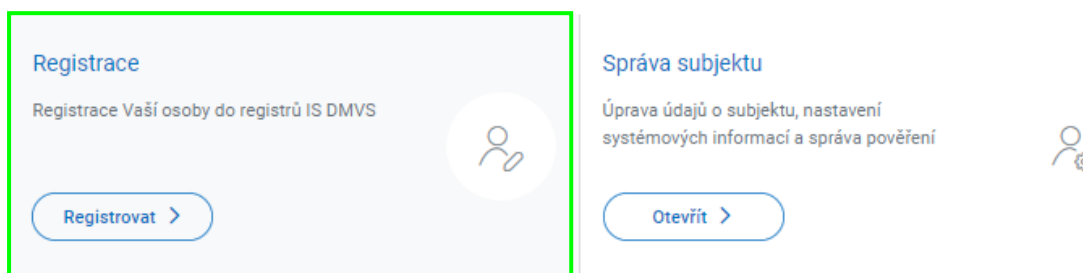 Registrace
Registrace Vaší osoby do registrů IS DMVS
Registrovat
Správa subjektu
Úprava údajů o subjektu, nastavení
systémových informací a správa pověření
Otevřít